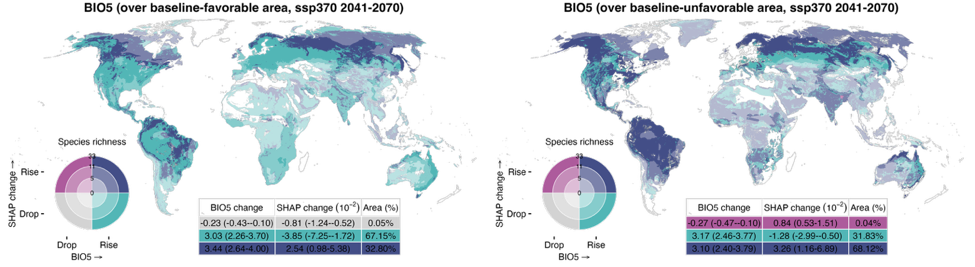 BIO5 (over baseline-favorable area, ssp370 2041-2070)
Species richness
33
11
5
0
SHAP change →
Rise
Drop
Drop
Rise
BIO5 →
BIO5 change SHAP change (10⁻²) Area (%)
-0.23 (-0.43--0.10) -0.81 (-1.24--0.52) 0.05%
3.03 (2.26-3.70) -3.85 (-7.25--1.72) 67.15%
3.44 (2.64-4.00) 2.54 (0.98-5.38) 32.80%
BIO5 (over baseline-unfavorable area, ssp370 2041-2070)
Species richness
0
SHAP change →
Rise
Drop
Drop
Rise
BIO5 →
BIO5 change SHAP change (10⁻²) Area (%)
-0.27 (-0.47--0.10) 0.84 (0.53-1.51) 0.04%
3.17 (2.46-3.77) -1.28 (-2.99--0.50) 31.83%
3.10 (2.40-3.79) 3.26 (1.16-6.89) 68.12%